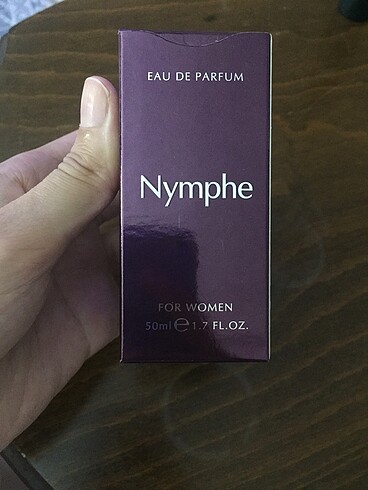 EAU DE PARFUM
Nymphe
FOR WOMEN
50ml ℮ 1.7 FL.OZ.